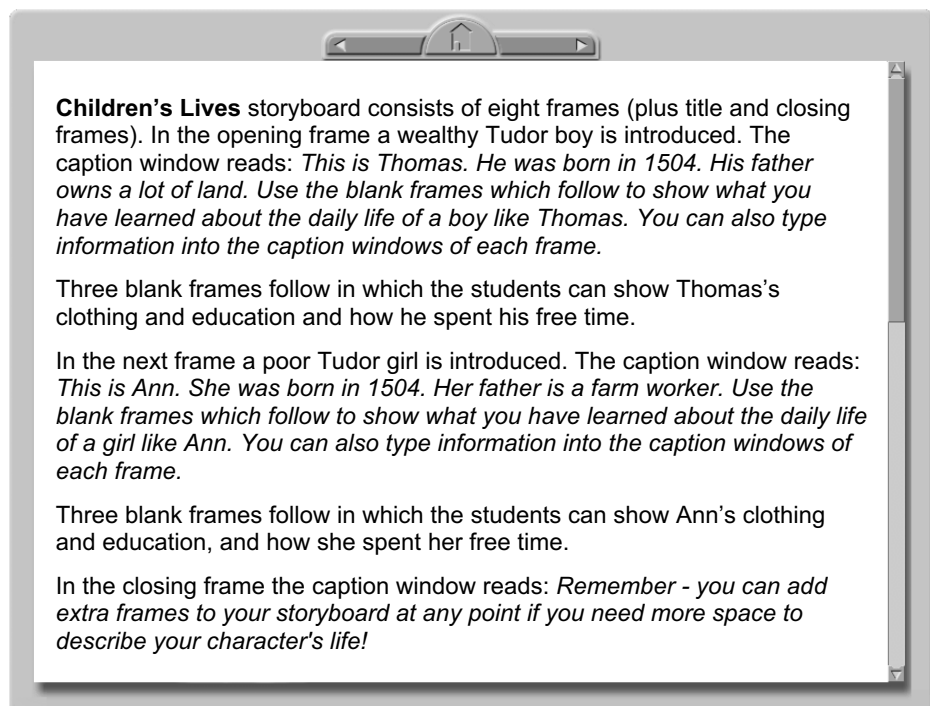 Children’s Lives storyboard consists of eight frames (plus title and closing
frames). In the opening frame a wealthy Tudor boy is introduced. The
caption window reads: This is Thomas. He was born in 1504. His father
owns a lot of land. Use the blank frames which follow to show what you
have learned about the daily life of a boy like Thomas. You can also type
information into the caption windows of each frame.
Three blank frames follow in which the students can show Thomas’s
clothing and education and how he spent his free time.
In the next frame a poor Tudor girl is introduced. The caption window reads:
This is Ann. She was born in 1504. Her father is a farm worker. Use the
blank frames which follow to show what you have learned about the daily life
of a girl like Ann. You can also type information into the caption windows of
each frame.
Three blank frames follow in which the students can show Ann’s clothing
and education, and how she spent her free time.
In the closing frame the caption window reads: Remember - you can add
extra frames to your storyboard at any point if you need more space to
describe your character's life!